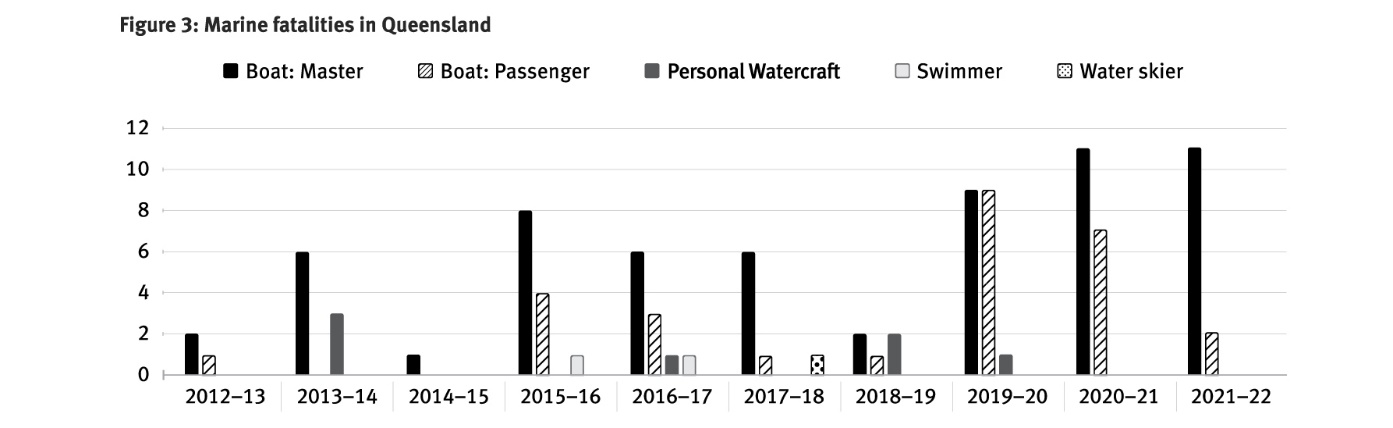 Figure 3: Marine fatalities in Queensland
Boat: Master Boat: Passenger Personal Watercraft Swimmer Water skier
12
10
8
6
4
2
0
2012–13 2013–14 2014–15 2015–16 2016–17 2017–18 2018–19 2019–20 2020–21 2021–22